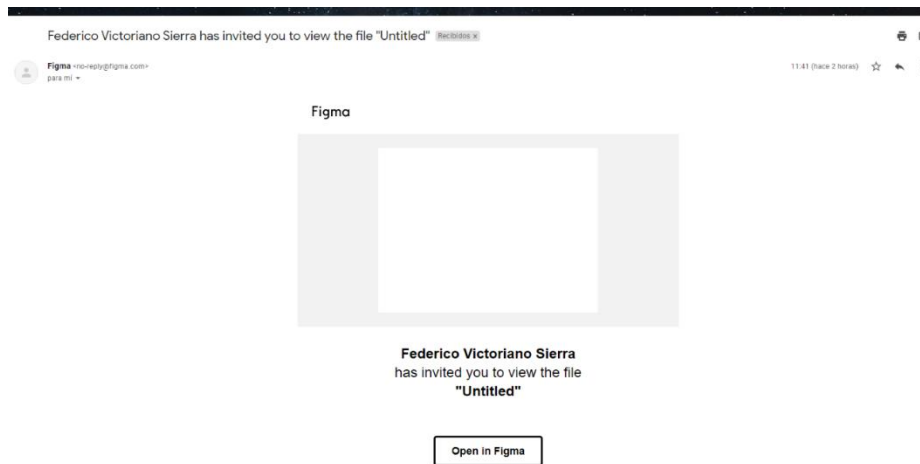 Federico Victoriano Sierra has invited you to view the file "Untitled" Recibidos x
Figma <no-reply@figma.com> 11:41 (hace 2 horas)
para mí
Figma
Federico Victoriano Sierra
has invited you to view the file
"Untitled"
Open in Figma